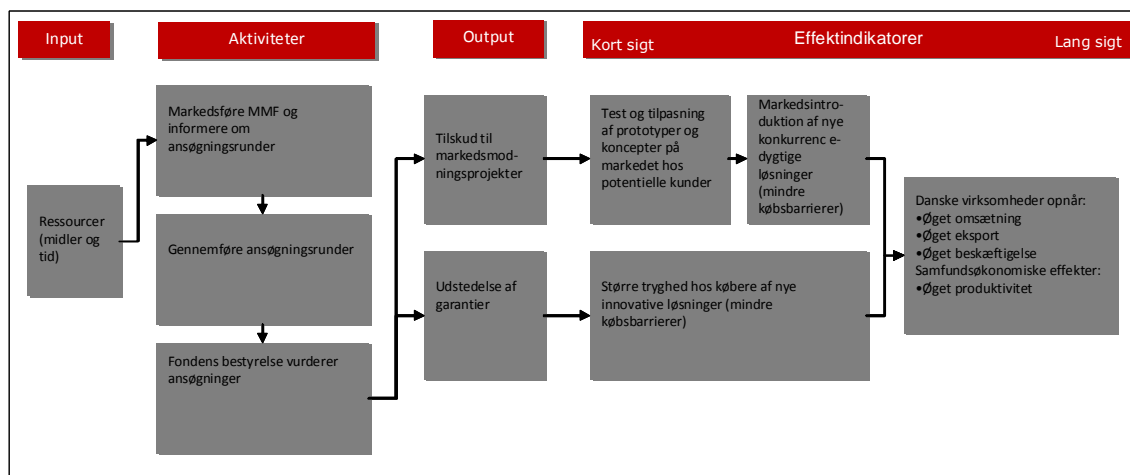 Input
Aktiviteter
Output
Kort sigt
Effektindikatorer
Lang sigt
Ressourcer
(midler og
tid)
Markedsføre MMF og
informere om
ansøgningsrunder
Gennemføre ansøgningsrunder
Fondens bestyrelse vurderer
ansøgninger
Tilskud til
markedsmod-
ningsprojekter
Udstedelse af
garantier
Test og tilpasning
af prototyper og
koncepter på
markedet hos
potentielle kunder
Markedsintro-
duktion af nye
konkurrenc e-
dygtige
løsninger
(mindre
købsbarrierer)
Større tryghed hos købere af nye
innovative løsninger (mindre
købsbarrierer)
Danske virksomheder opnår:
•Øget omsætning
•Øget eksport
•Øget beskæftigelse
Samfundsøkonomiske effekter:
•Øget produktivitet